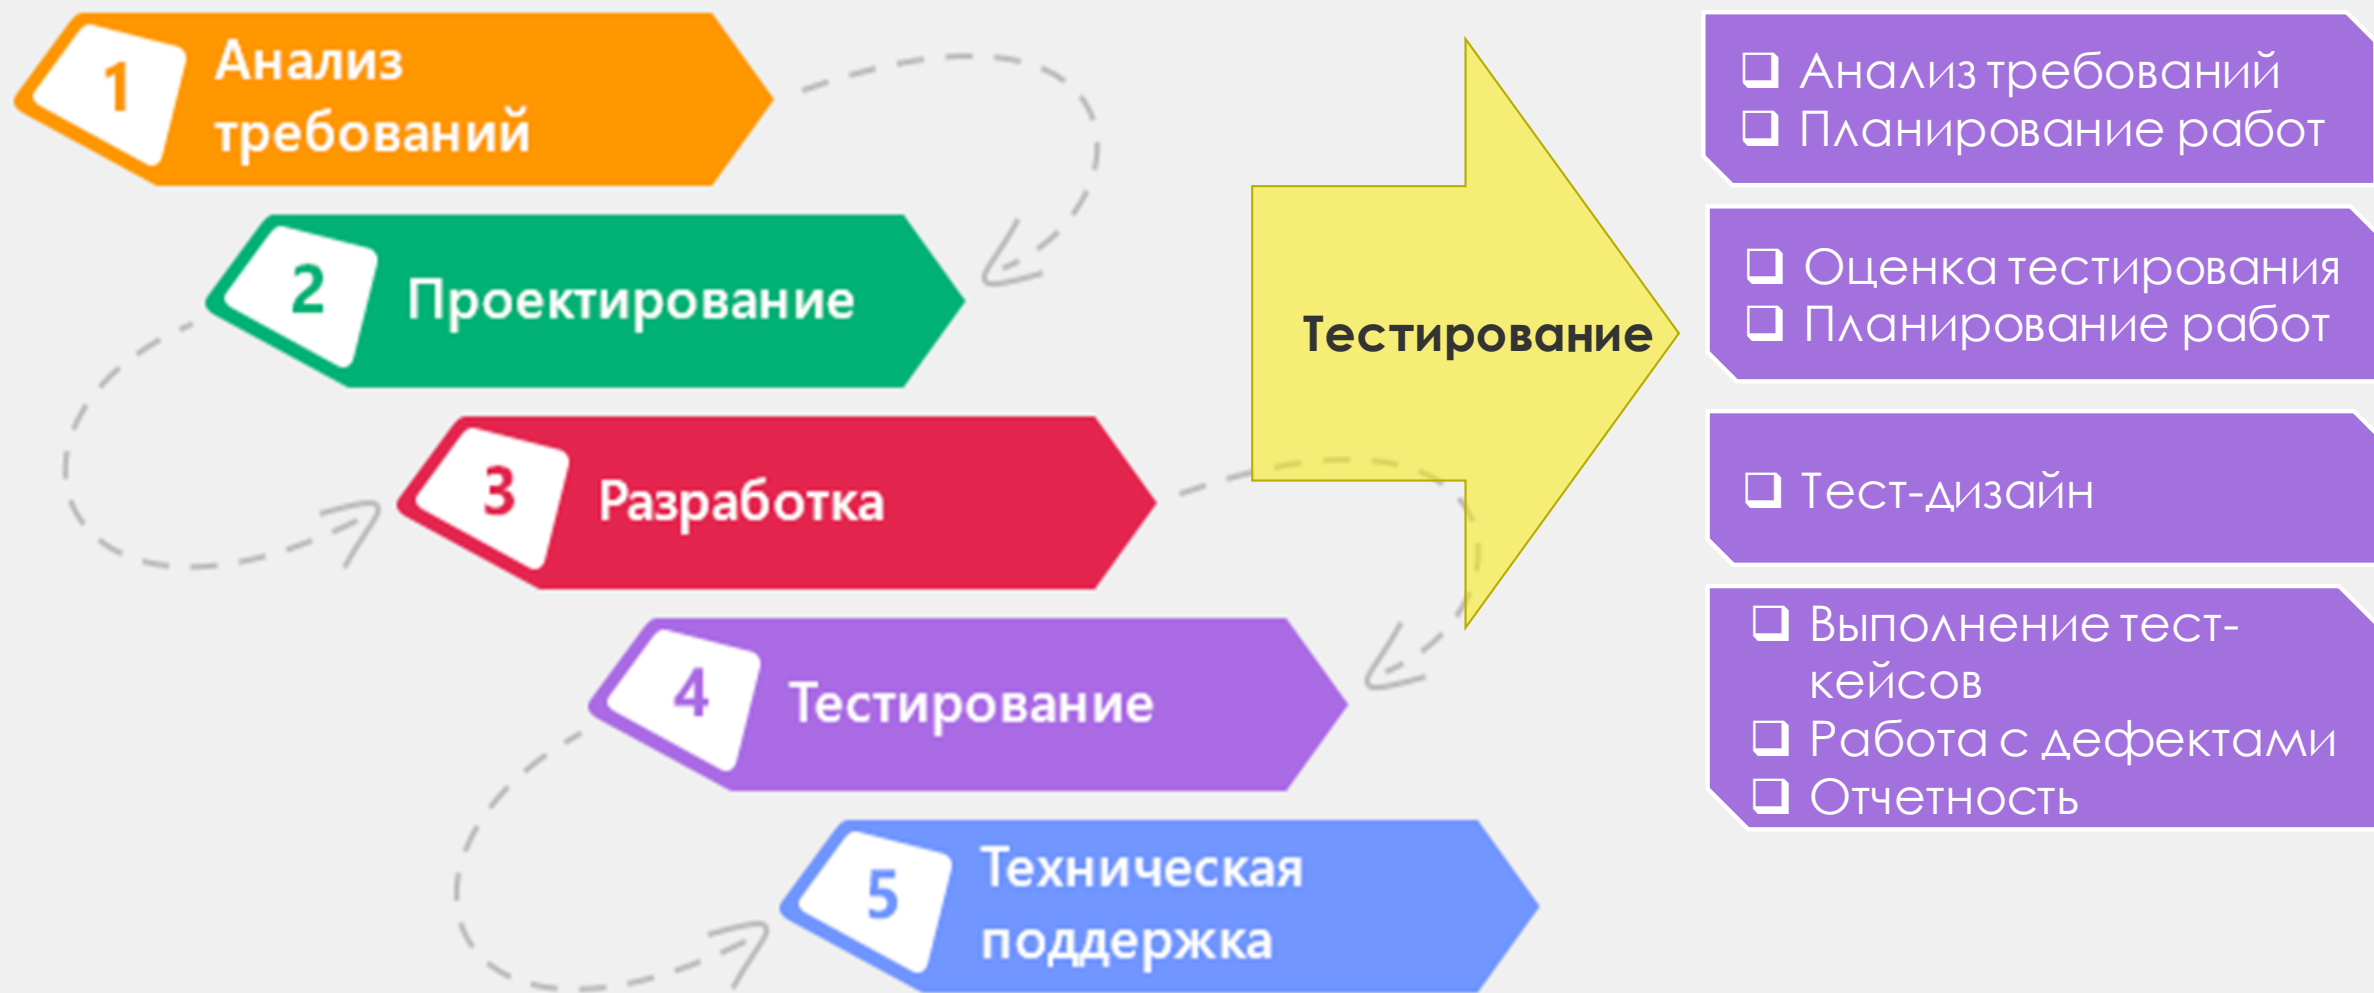 1
Анализ
требований
2
Проектирование
3
Разработка
4
Тестирование
5
Техническая
поддержка
Тестирование
Анализ требований
Планирование работ
Оценка тестирования
Планирование работ
Тест-дизайн
Выполнение тест-
кейсов
Работа с дефектами
Отчетность